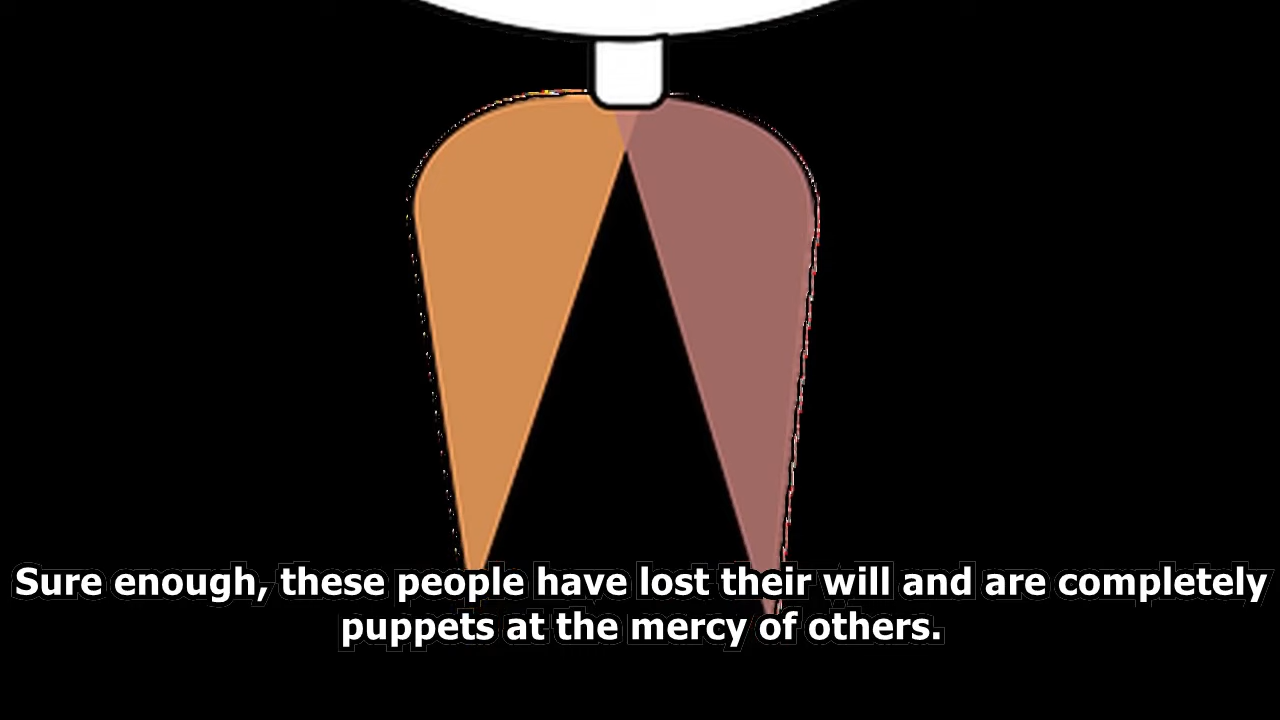 Sure enough, these people have lost their will and are completely
puppets at the mercy of others.